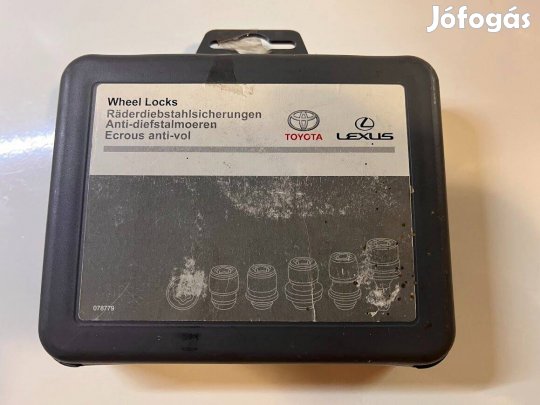 Jófogás
Wheel Locks
Räderdiebstahlsicherungen
Anti-diefstalmoeren
Ecrous anti-vol
TOYOTA
LEXUS
078779